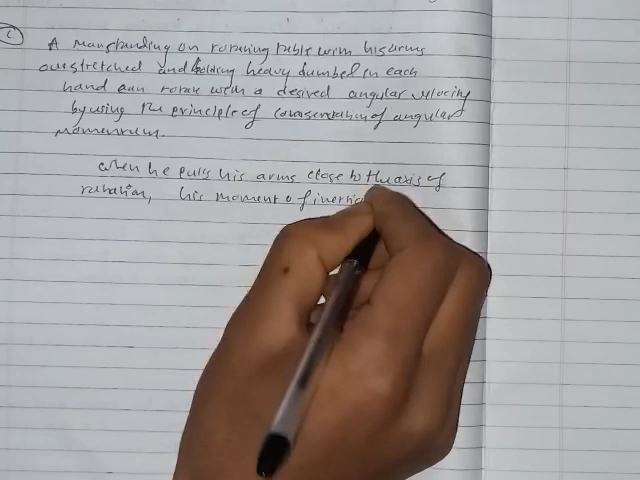 A man standing on rotating table with his arms
outstretched and holding heavy dumbel in each
hand can rotate with a desired angular velocity
by using the principle of conservation of angular
momentum.
when he pulls his arms close to the axis of
rotation, his moment of inertia